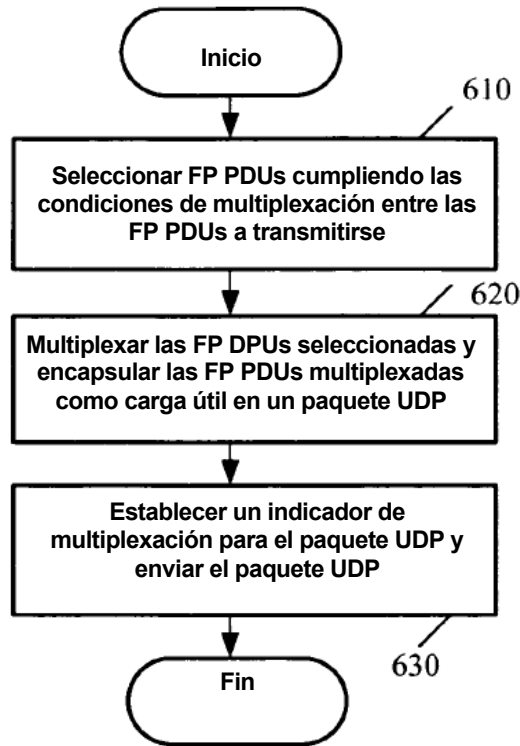 Inicio
610
Seleccionar FP PDUs cumpliendo las
condiciones de multiplexación entre las
FP PDUs a transmitirse
620
Multiplexar las FP DPUs seleccionadas y
encapsular las FP PDUs multiplexadas
como carga útil en un paquete UDP
Establecer un indicador de
multiplexación para el paquete UDP y
enviar el paquete UDP
630
Fin